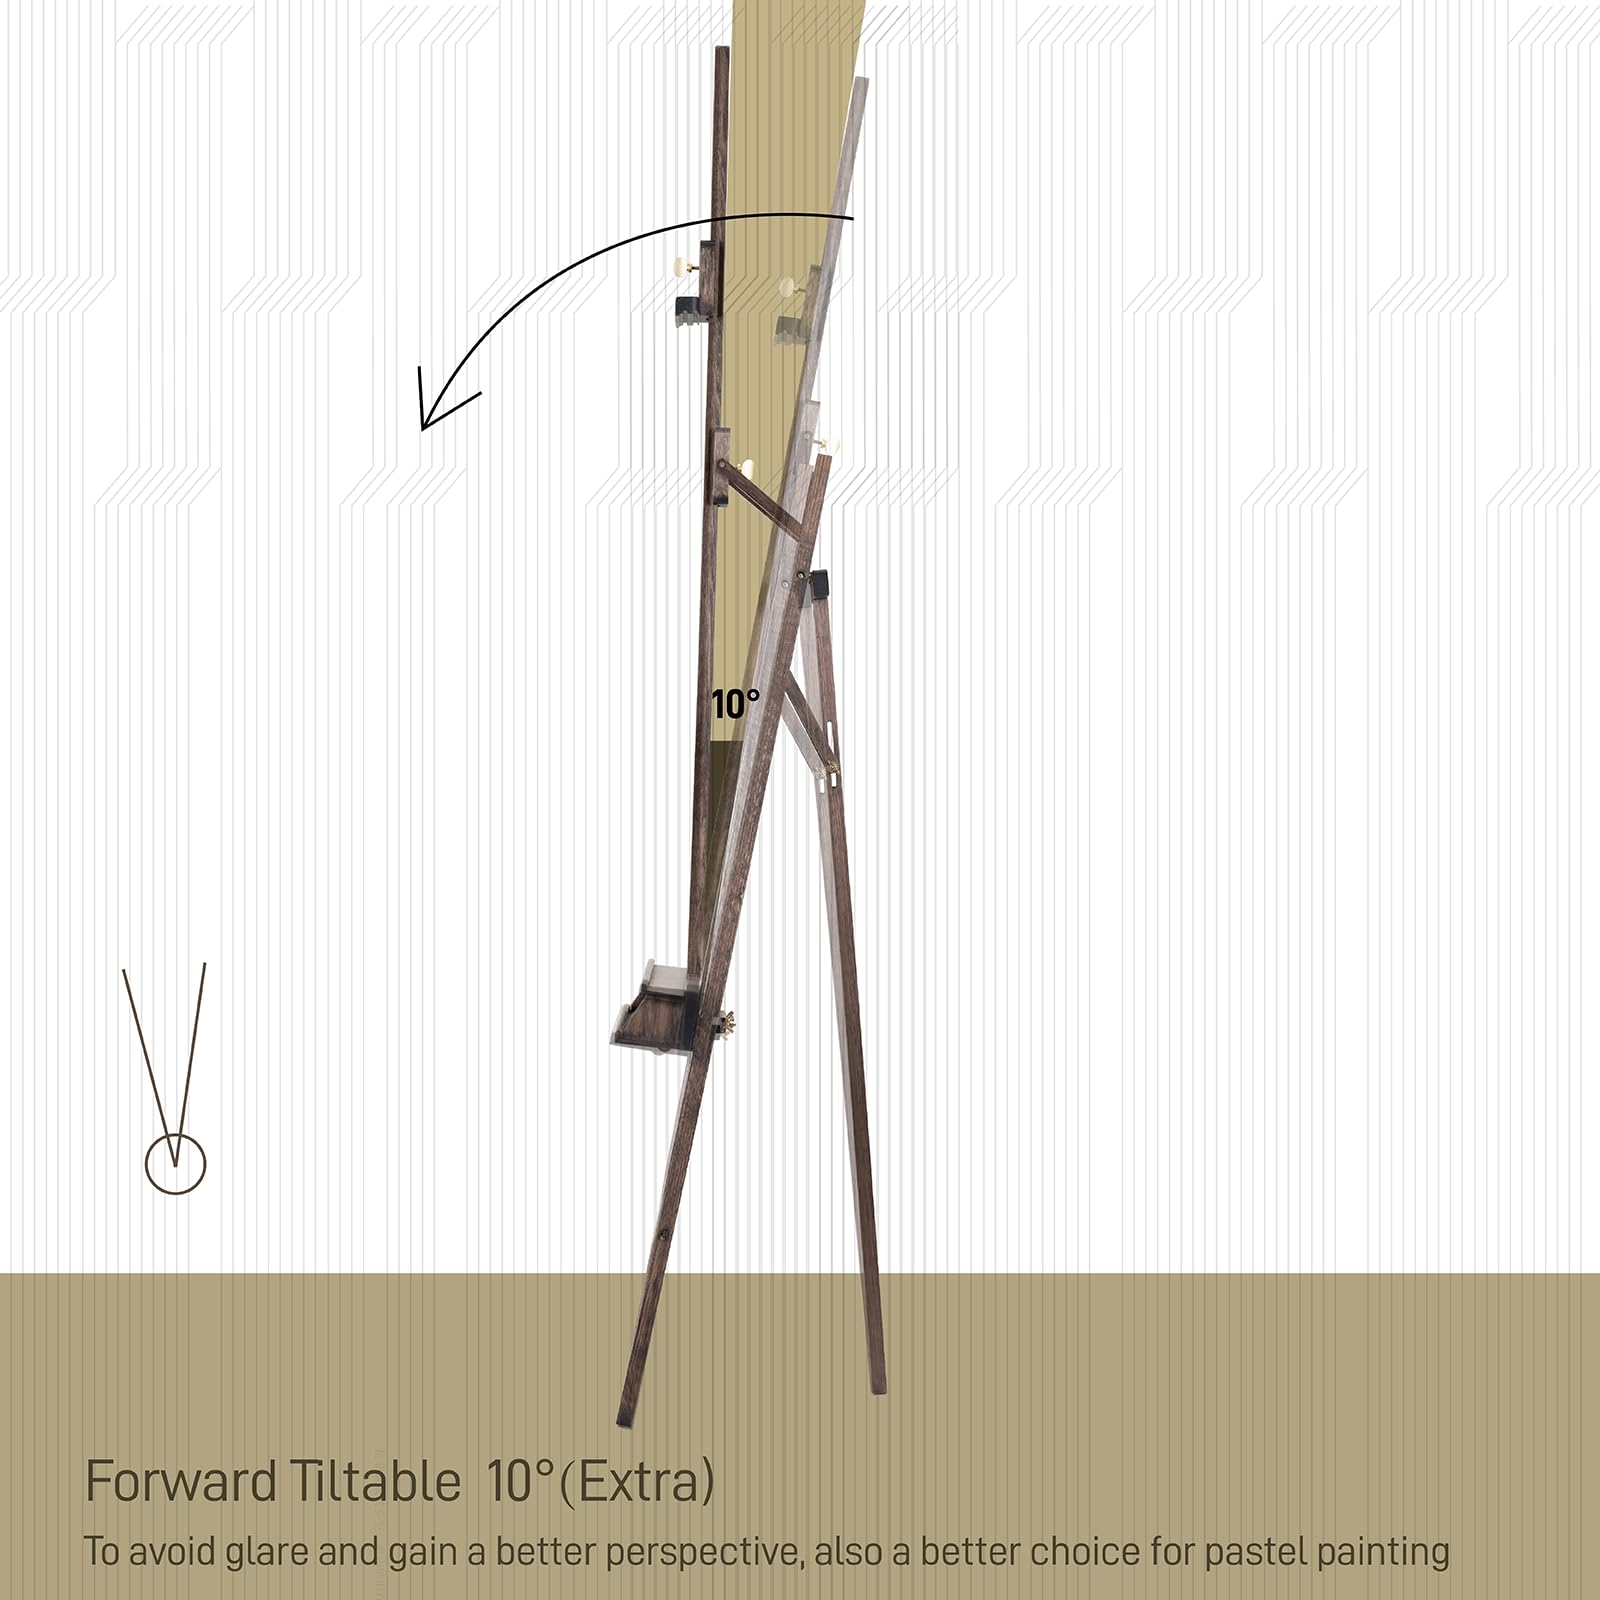 10°
Forward Tiltable 10°(Extra)
To avoid glare and gain a better perspective, also a better choice for pastel painting